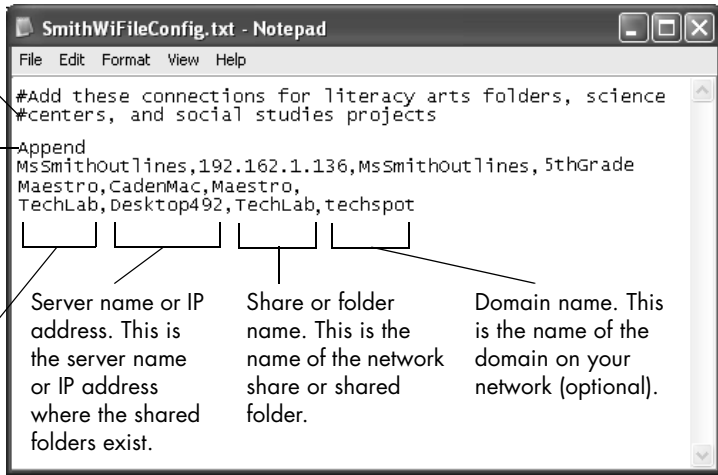 SmithWiFileConfig.txt - Notepad
File Edit Format View Help
#Add these connections for literacy arts folders, science
#centers, and social studies projects
Append
MsSmithOutlines,192.162.1.136,MsSmithOutlines, 5thGrade
Maestro,CadenMac,Maestro,
TechLab,Desktop492,TechLab,techspot
Server name or IP
address. This is
the server name
or IP address
where the shared
folders exist.
Share or folder
name. This is the
name of the network
share or shared
folder.
Domain name. This
is the name of the
domain on your
network (optional).